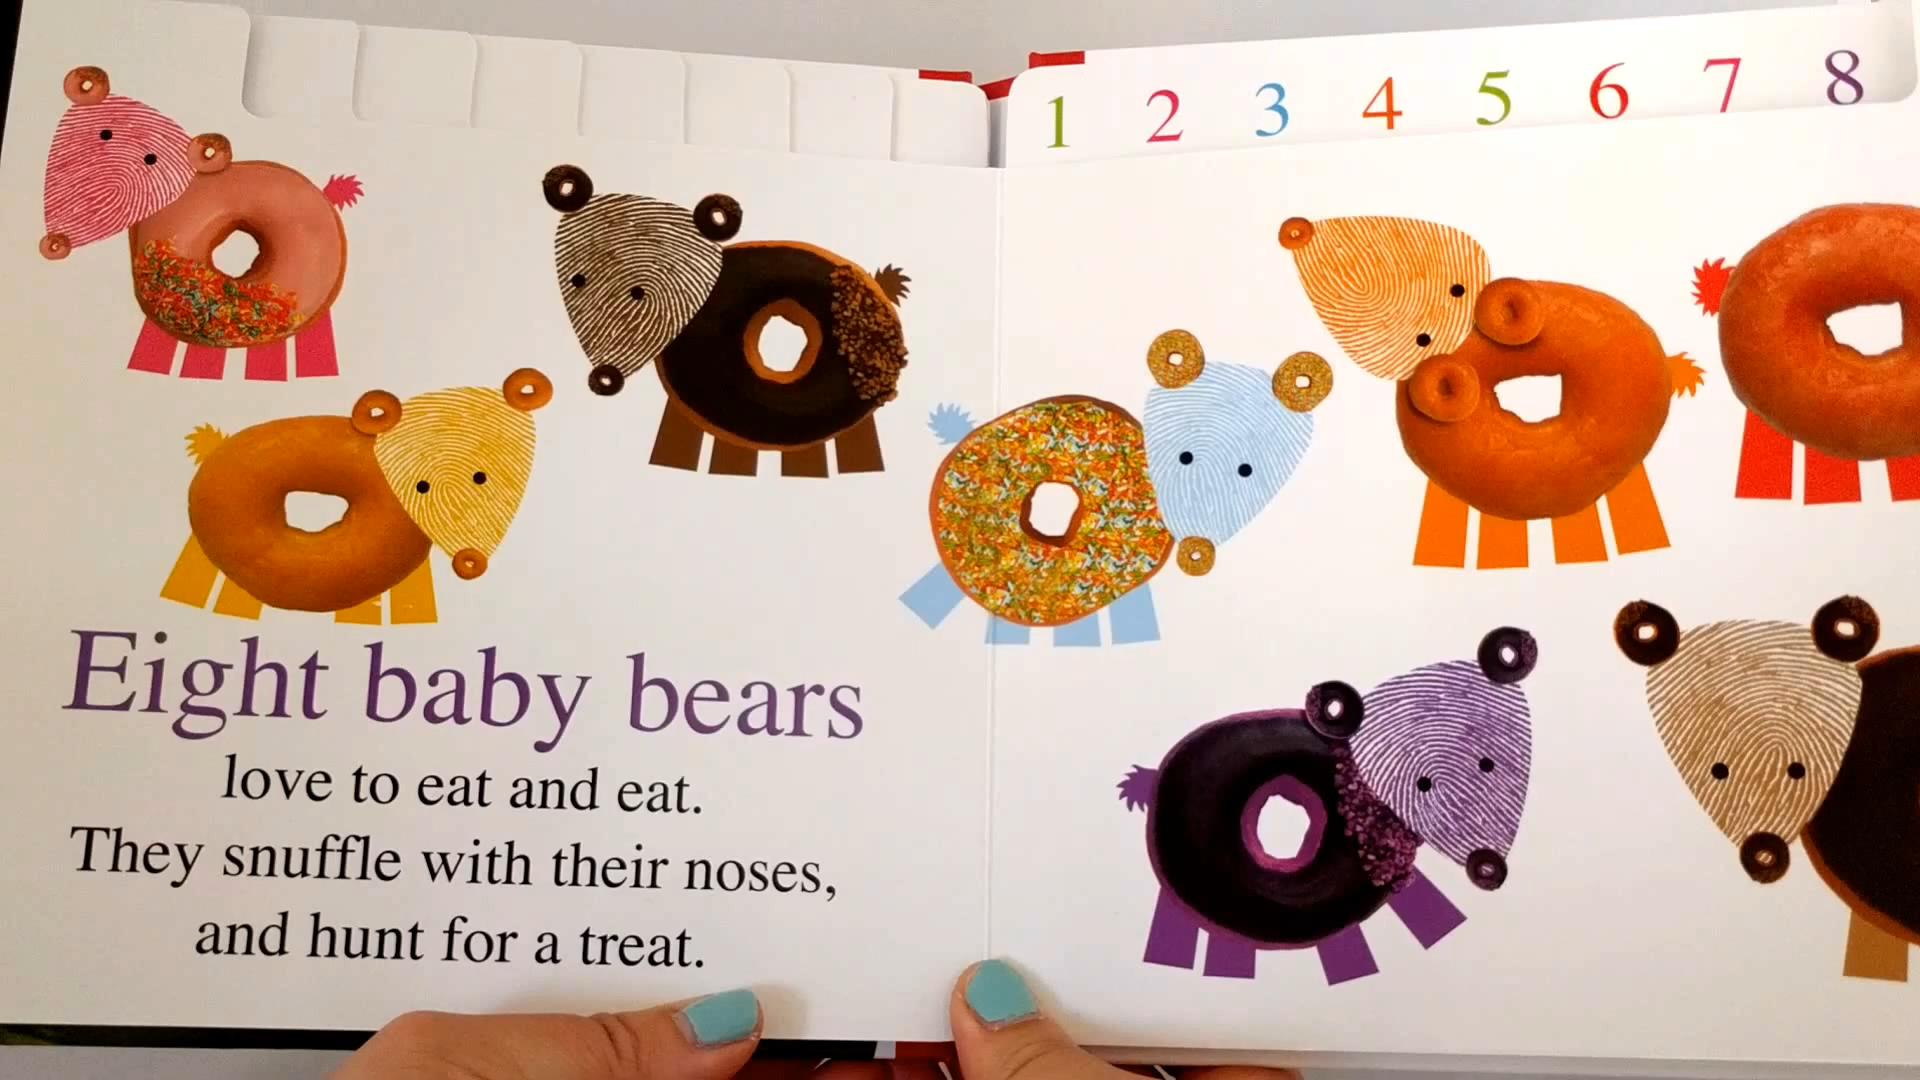 1 2 3 4 5 6 7 8
Eight baby bears
love to eat and eat.
They snuffle with their noses,
and hunt for a treat.